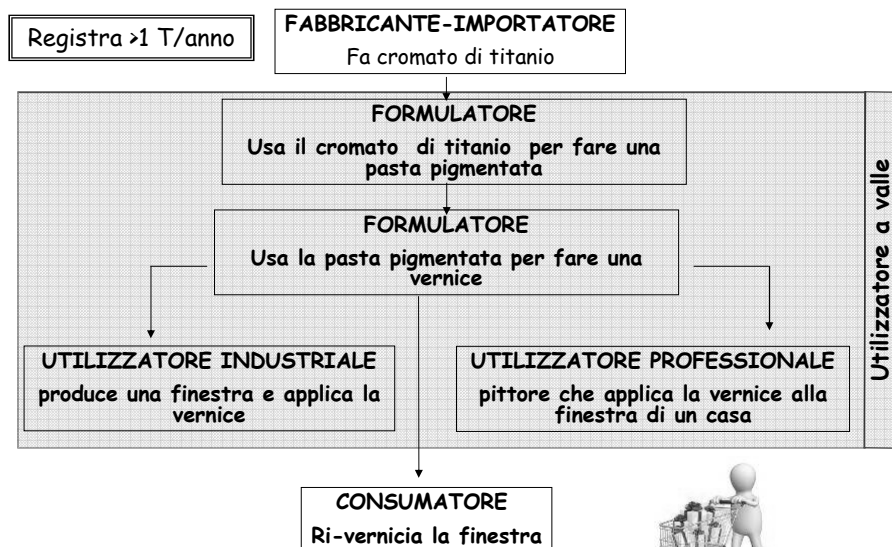 Registra >1 T/anno
FABBRICANTE-IMPORTATORE
Fa cromato di titanio
FORMULATORE
Usa il cromato di titanio per fare una
pasta pigmentata
FORMULATORE
Usa la pasta pigmentata per fare una
vernice
UTILIZZATORE INDUSTRIALE
produce una finestra e applica la
vernice
UTILIZZATORE PROFESSIONALE
pittore che applica la vernice alla
finestra di un casa
Utilizzatore a valle
CONSUMATORE
Ri-vernicia la finestra